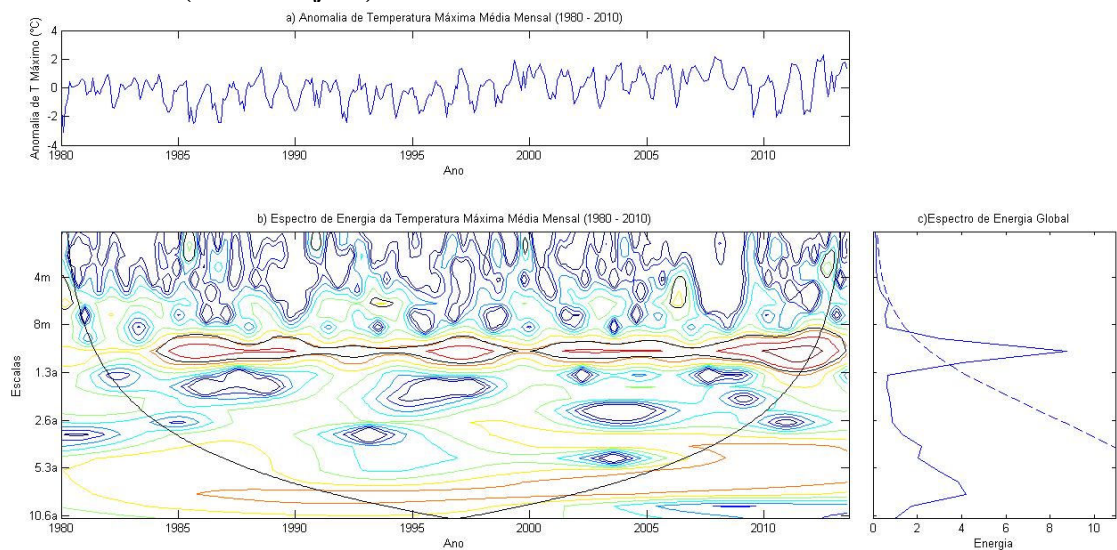 a) Anomalia de Temperatura Máxima Média Mensal (1980 - 2010)
Anomalia de T Máximo (°C)
4
2
0
-2
-4
1980 1985 1990 1995 2000 2005 2010
Ano
b) Espectro de Energia da Temperatura Máxima Média Mensal (1980 - 2010)
Escalas
4m
8m
1.3a
2.6a
5.3a
10.6a
1980 1985 1990 1995 2000 2005 2010
Ano
c)Espectro de Energia Global
0 2 4 6 8 10
Energia